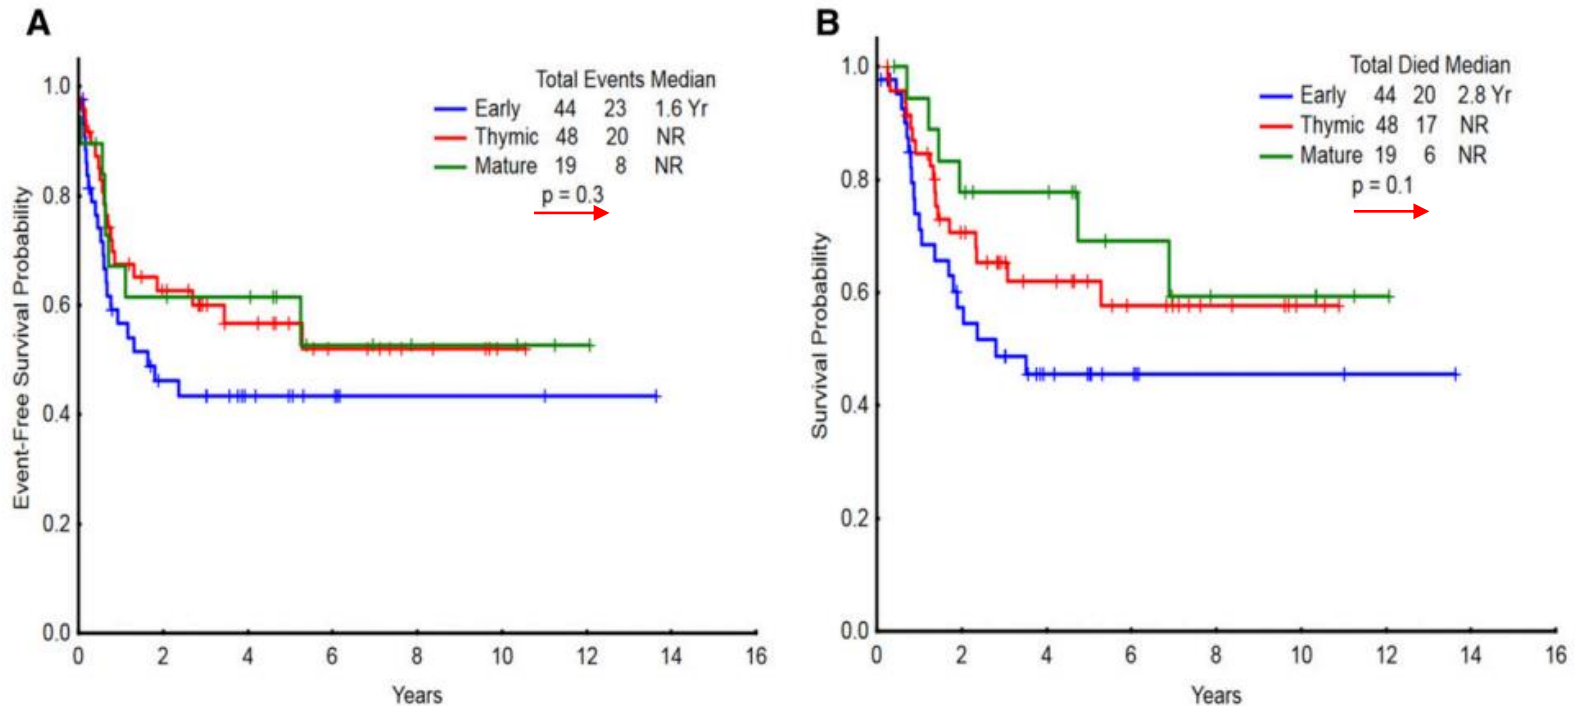 A
Total Events Median
Early 44 23 1.6 Yr
Thymic 48 20 NR
Mature 19 8 NR
p = 0.3
Event-Free Survival Probability
1.0
0.8
0.6
0.4
0.2
0.0
0 2 4 6 8 10 12 14 16
Years
B
Total Died Median
Early 44 20 2.8 Yr
Thymic 48 17 NR
Mature 19 6 NR
p = 0.1
Survival Probability
1.0
0.8
0.6
0.4
0.2
0.0
0 2 4 6 8 10 12 14 16
Years